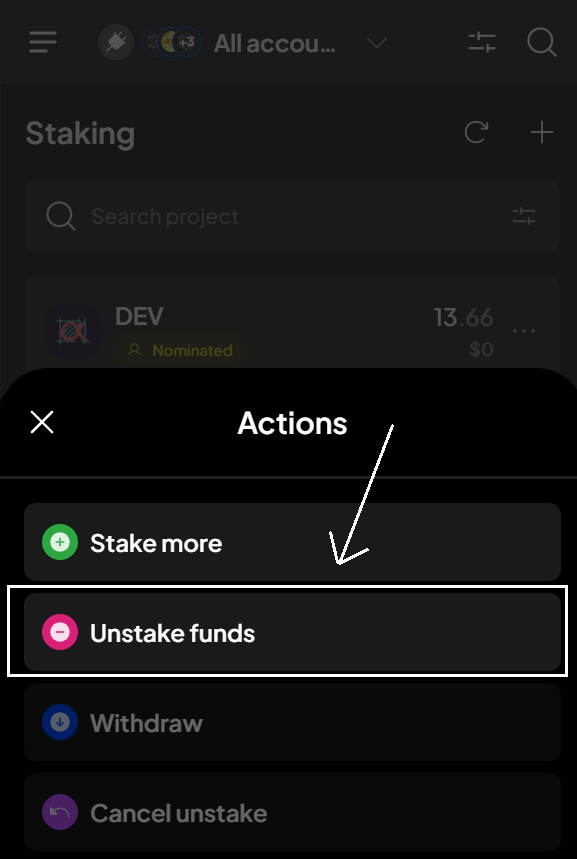 +3 All accou...
Staking
Search project
DEV 13.66
Nominated $0
Actions
Stake more
Unstake funds
Withdraw
Cancel unstake